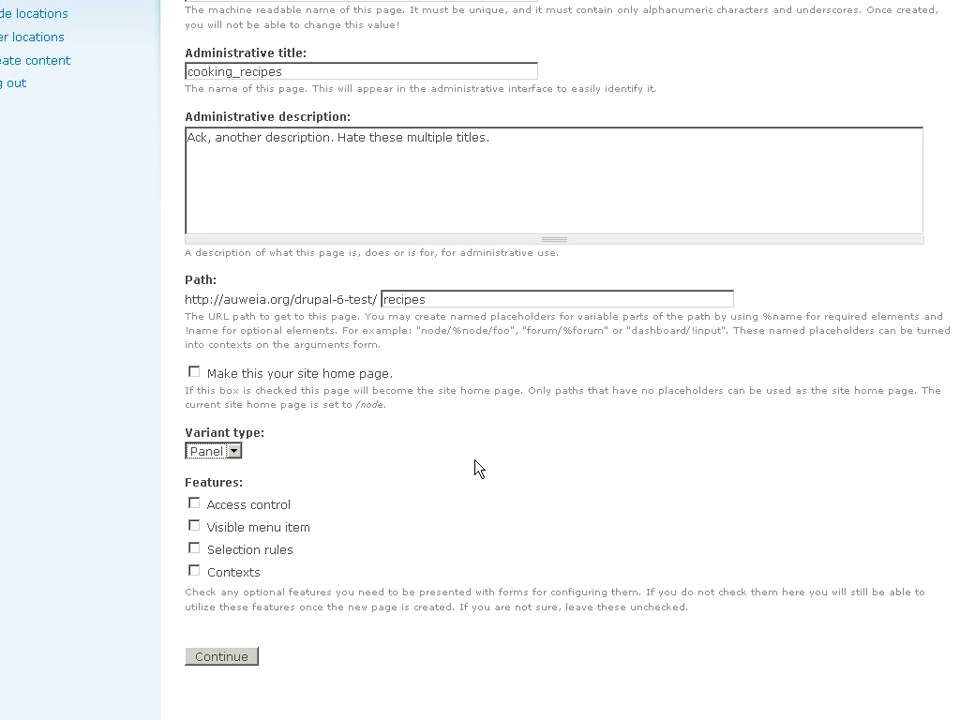 de locations
er locations
eate content
g out
The machine readable name of this page. It must be unique, and it must contain only alphanumeric characters and underscores. Once created,
you will not be able to change this value!
Administrative title:
cooking_recipes
The name of this page. This will appear in the administrative interface to easily identify it.
Administrative description:
Ack, another description. Hate these multiple titles.
A description of what this page is, does or is for, for administrative use.
Path:
http://auweia.org/drupal-6-test/ recipes
The URL path to get to this page. You may create named placeholders for variable parts of the path by using %name for required elements and
!name for optional elements. For example: "node/%node/foo", "forum/%forum" or "dashboard/!input". These named placeholders can be turned
into contexts on the arguments form.
Make this your site home page.
If this box is checked this page will become the site home page. Only paths that have no placeholders can be used as the site home page. The
current site home page is set to /node.
Variant type:
Panel
Features:
Access control
Visible menu item
Selection rules
Contexts
Check any optional features you need to be presented with forms for configuring them. If you do not check them here you will still be able to
utilize these features once the new page is created. If you are not sure, leave these unchecked.
Continue